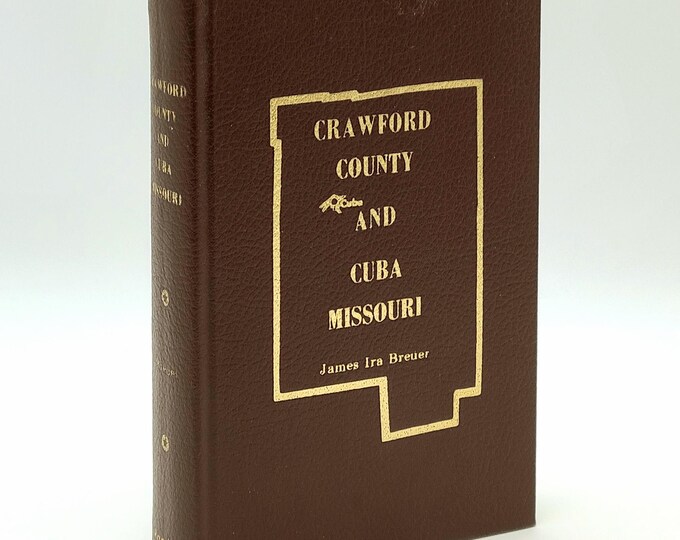 CRAWFORD
COUNTY
AND
CUBA
MISSOURI
CRAWFORD
COUNTY
Cuba
AND
CUBA
MISSOURI
James Ira Breuer